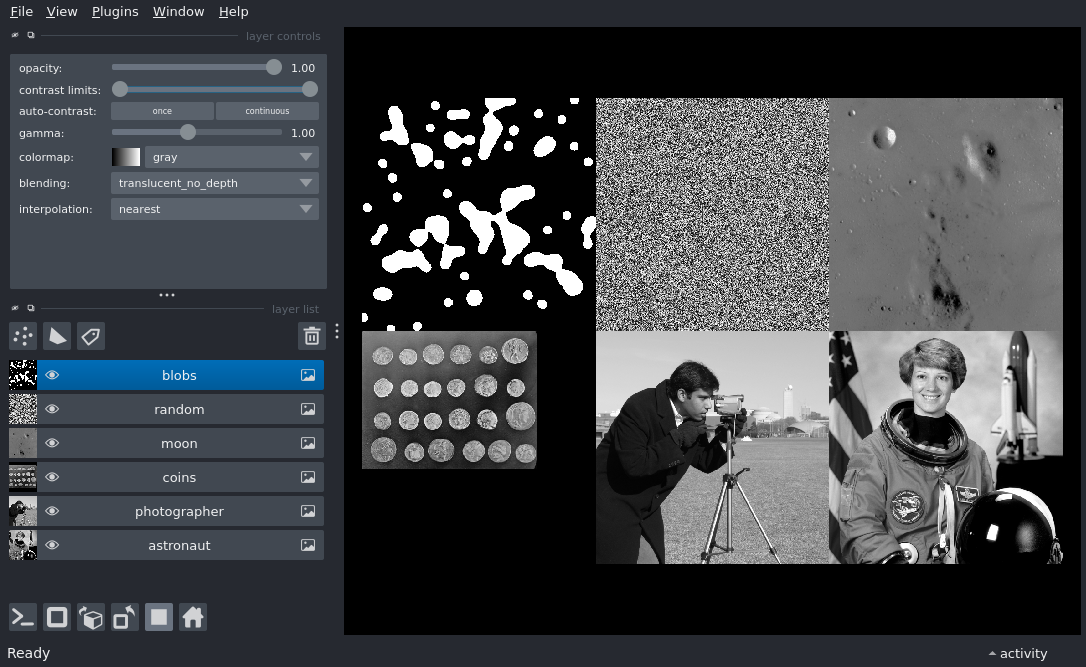 File View Plugins Window Help
layer controls
opacity: 1.00
contrast limits:
auto-contrast: once continuous
gamma: 1.00
colormap: gray
blending: translucent_no_depth
interpolation: nearest
layer list
blobs
random
moon
coins
photographer
astronaut
Ready activity